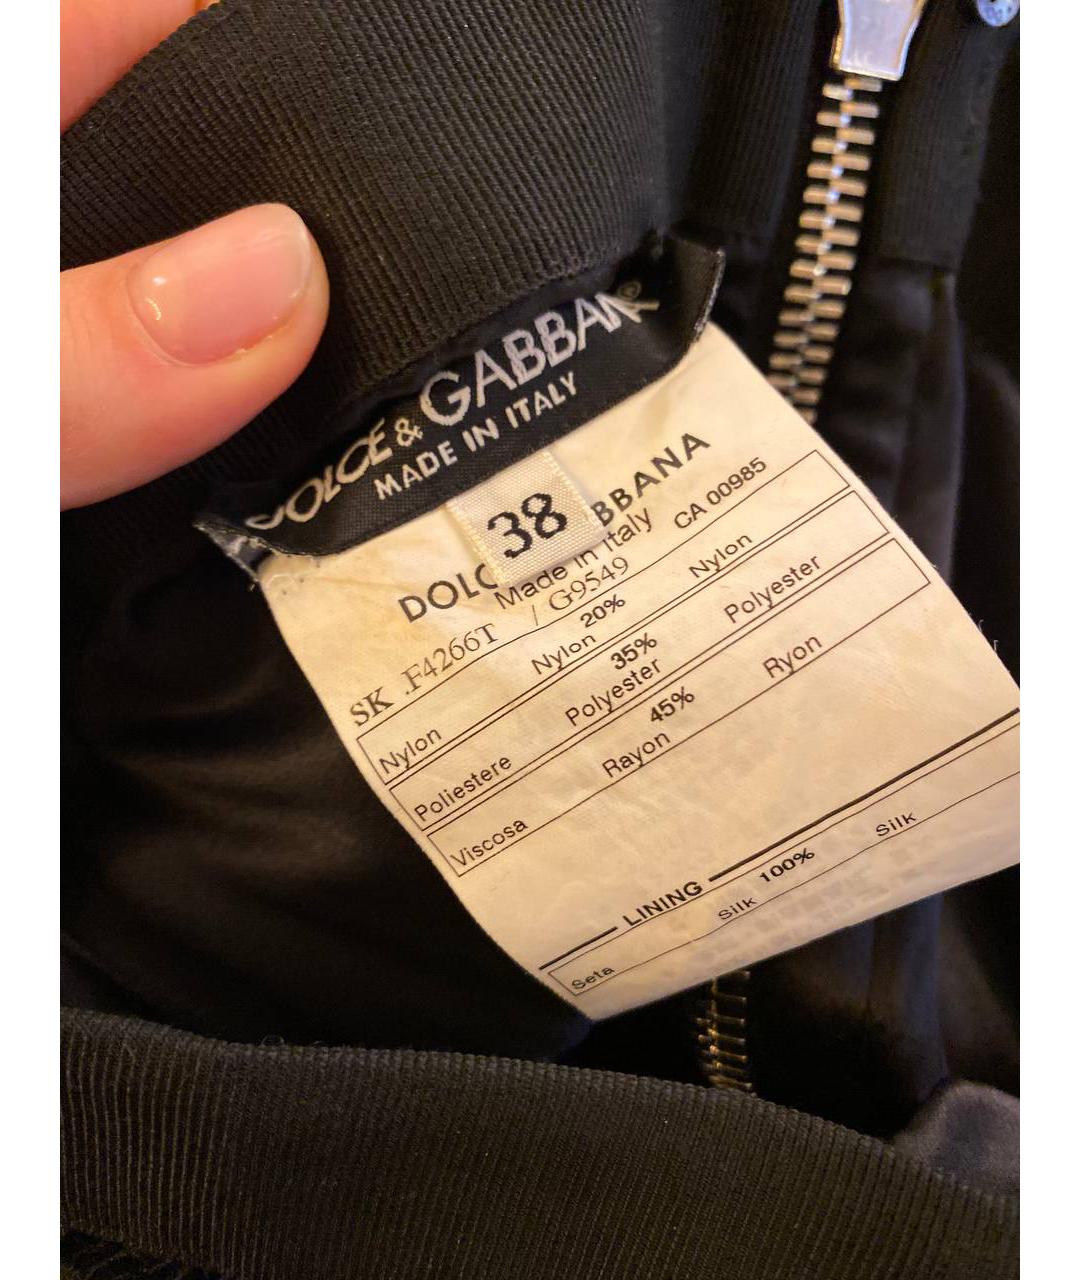 DOLCE & GABBAN ®
MADE IN ITALY
38
DOLC BBANA
Made in Italy CA 00985
SK .F4266T / G9549
20%
Nylon Nylon Nylon
35%
Poliestere Polyester Polyester
45%
Viscosa Rayon Ryon
LINING
100%
Seta Silk Silk